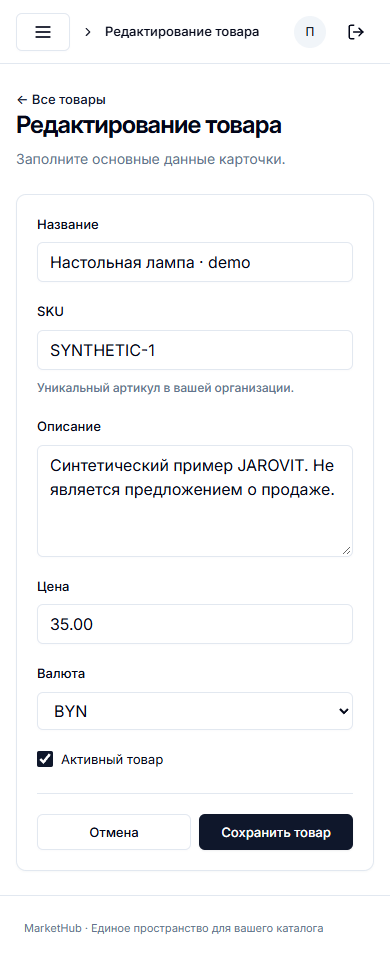 Редактирование товара
П
← Все товары
Редактирование товара
Заполните основные данные карточки.
Название
Настольная лампа · demo
SKU
SYNTHETIC-1
Уникальный артикул в вашей организации.
Описание
Синтетический пример JAROVIT. Не
является предложением о продаже.
Цена
35.00
Валюта
BYN
Активный товар
Отмена
Сохранить товар
MarketHub · Единое пространство для вашего каталога